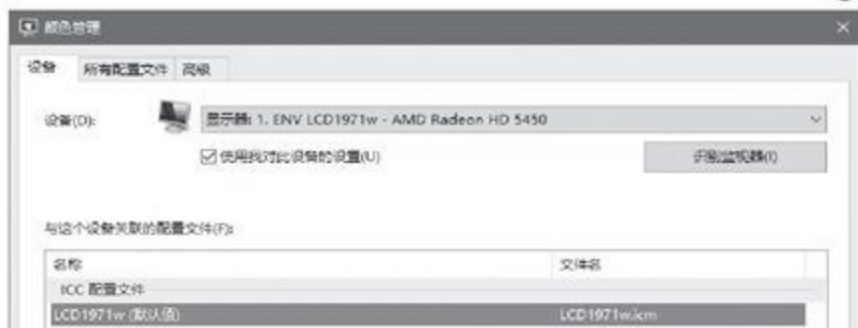 颜色管理
设备 所有配置文件 高级
设备(D): 显示器: 1. ENV LCD1971w - AMD Radeon HD 5450
使用我对此设备的设置(U) 识别监视器(I)
与这个设备关联的配置文件(F):
名称 文件名
ICC 配置文件
LCD1971w (默认值) LCD1971w.icm